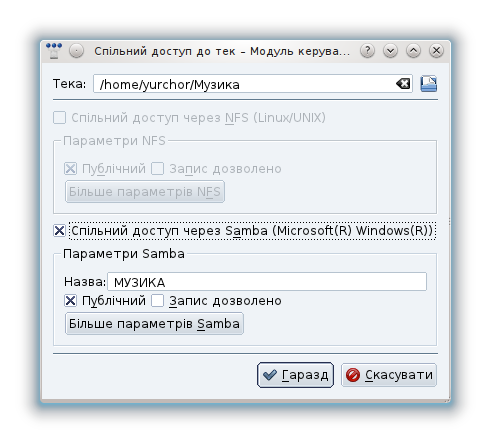 Спільний доступ до тек – Модуль керува...
Тека: /home/yurchor/Музика
Спільний доступ через NFS (Linux/UNIX)
Параметри NFS
Публічний Запис дозволено
Більше параметрів NFS
Спільний доступ через Samba (Microsoft(R) Windows(R))
Параметри Samba
Назва: МУЗИКА
Публічний Запис дозволено
Більше параметрів Samba
Гаразд Скасувати